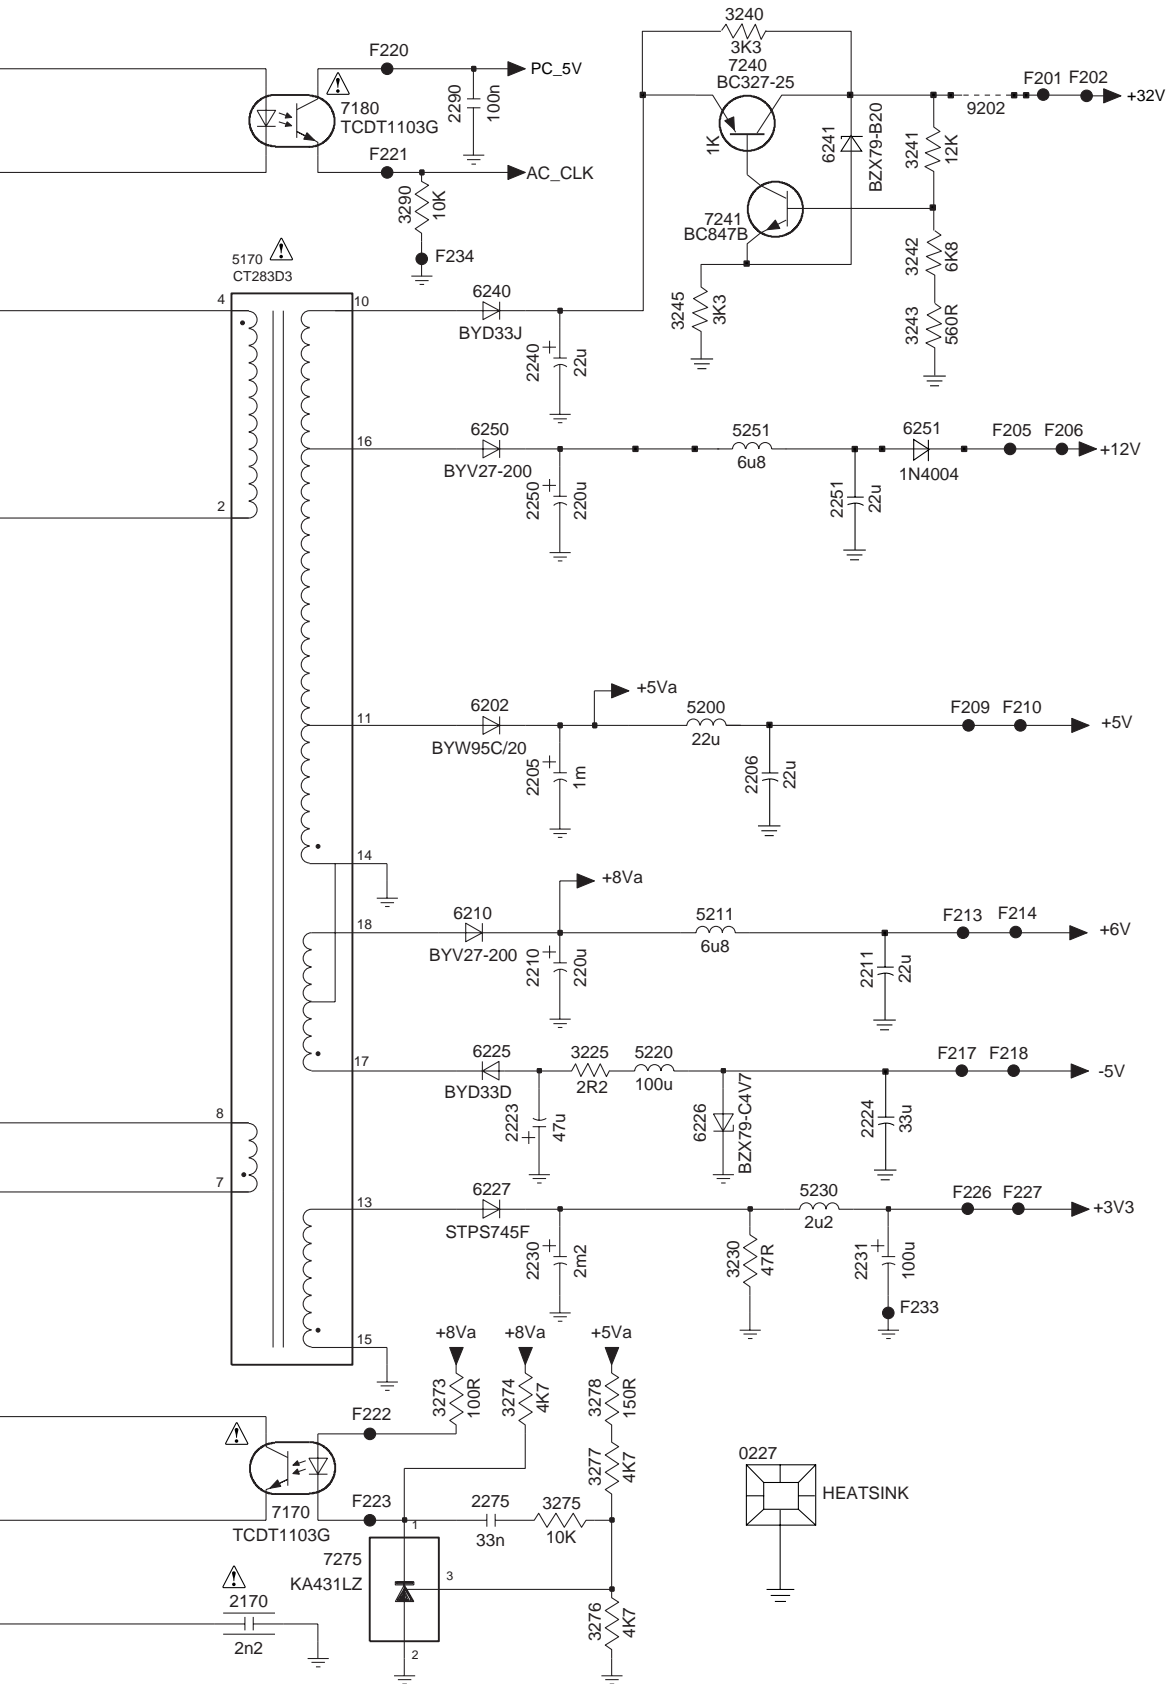 3240
3K3
7240
BC327-25
1K
F220
PC_5V
7180
TCDT1103G
2290
100n
F221
AC_CLK
3290
10K
F234
6241
BZX79-B20
3241
12K
9202
F201 F202
+32V
7241
BC847B
3242
6K8
3245
3K3
3243
560R
5170
CT283D3
4
10
6240
BYD33J
2240
22u
16
6250
BYV27-200
2250
220u
5251
6u8
2251
22u
6251
1N4004
F205 F206
+12V
2
11
6202
BYW95C/20
2205
1m
+5Va
5200
22u
2206
22u
F209 F210
+5V
14
+8Va
18
6210
BYV27-200
2210
220u
5211
6u8
2211
22u
F213 F214
+6V
17
6225
BYD33D
2223
47u
3225
2R2
5220
100u
6226
BZX79-C4V7
2224
33u
F217 F218
-5V
8
7
13
6227
STPS745F
2230
2m2
3230
47R
5230
2u2
2231
100u
F233
F226 F227
+3V3
15
+8Va
+8Va
+5Va
3273
100R
3274
4K7
3278
150R
F222
3277
4K7
7170
TCDT1103G
F223
1
2275
33n
3275
10K
7275
KA431LZ
3
2
3276
4K7
2170
2n2
0227
HEATSINK